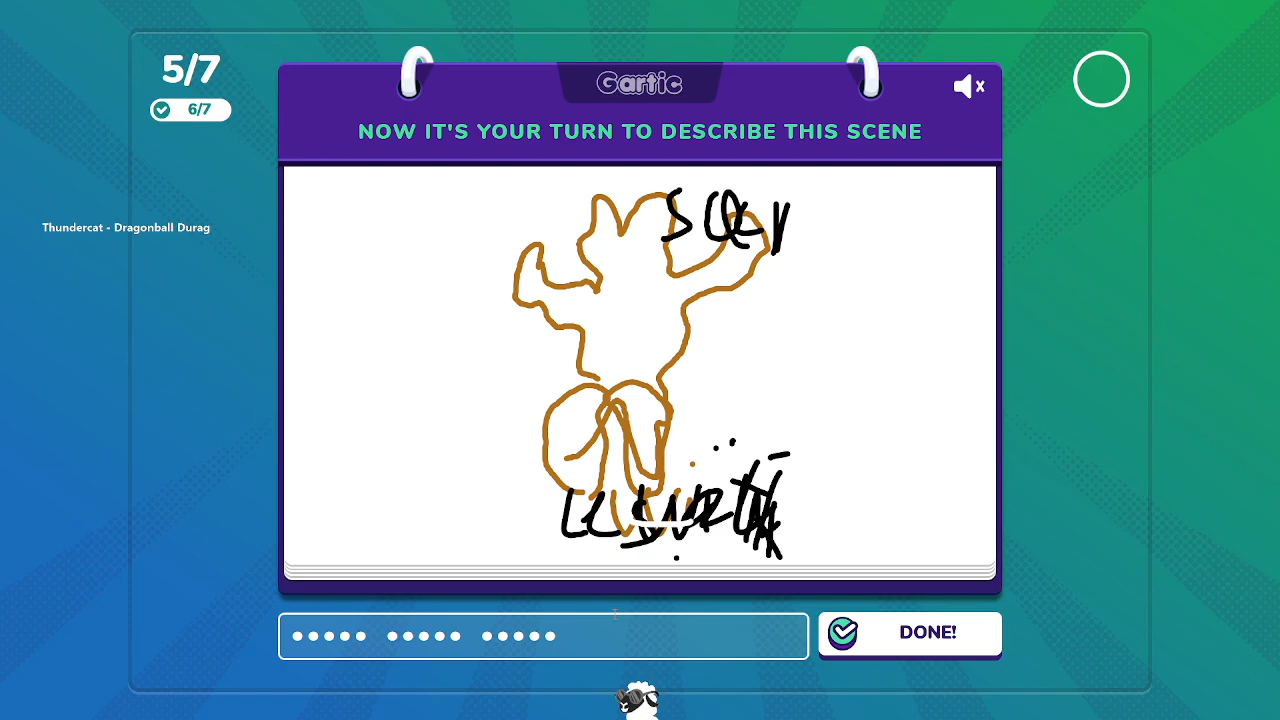 5/7
6/7
Gartic
NOW IT'S YOUR TURN TO DESCRIBE THIS SCENE
Thundercat - Dragonball Durag
DONE!